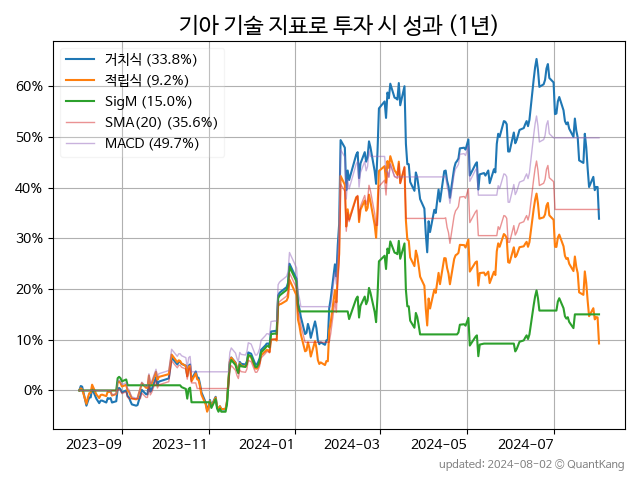 기아 기술 지표로 투자 시 성과 (1년)
거치식 (33.8%)
적립식 (9.2%)
SigM (15.0%)
SMA(20) (35.6%)
MACD (49.7%)
60%
50%
40%
30%
20%
10%
0%
2023-09 2023-11 2024-01 2024-03 2024-05 2024-07
updated: 2024-08-02 © QuantKang